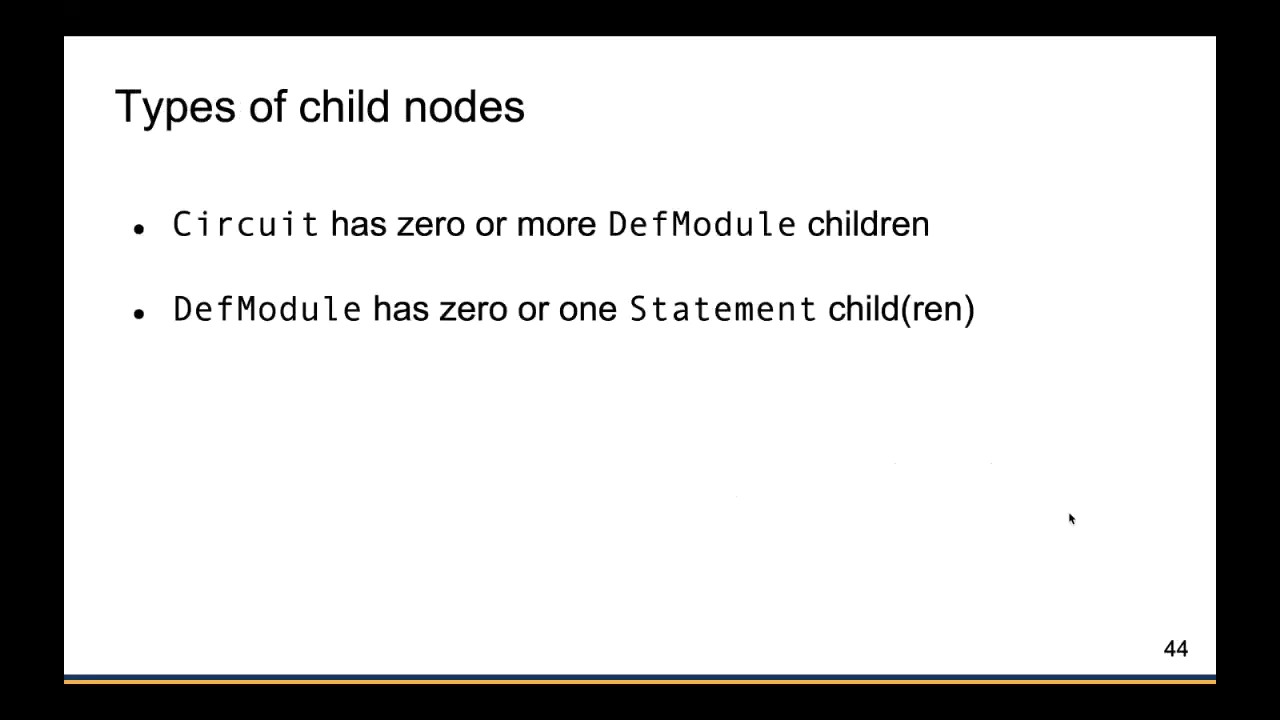 Types of child nodes
• Circuit has zero or more DefModule children
• DefModule has zero or one Statement child(ren)
44